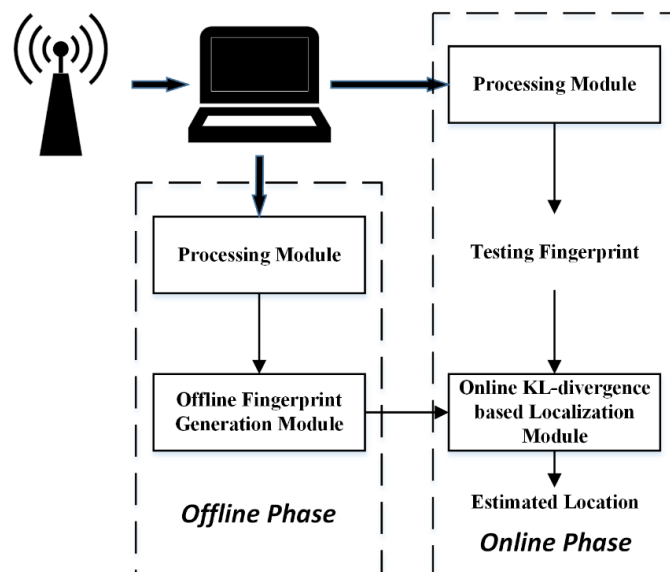 Processing Module
Testing Fingerprint
Processing Module
Offline Fingerprint
Generation Module
Online KL-divergence
based Localization
Module
Estimated Location
Offline Phase
Online Phase